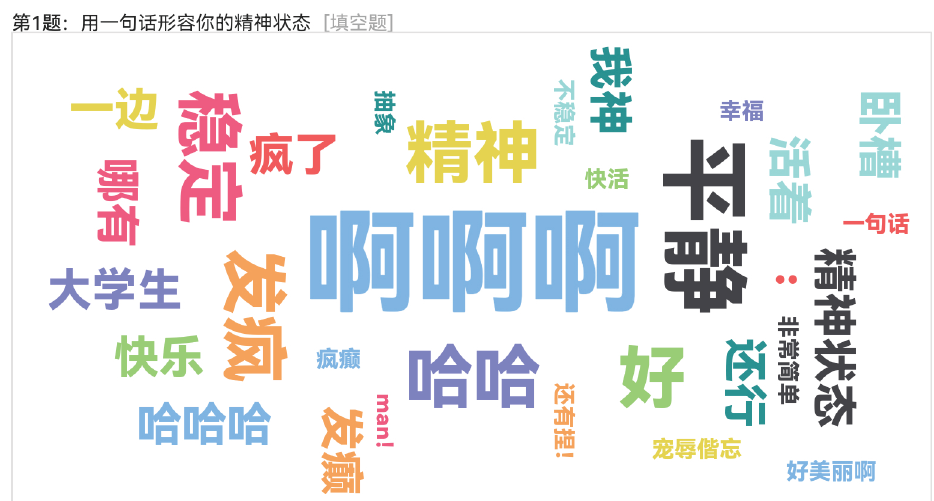 第1题：用一句话形容你的精神状态 [填空题]
一边
稳定
疯了
抽象
精神
不稳定
我神
快活
幸福
平静
活着
卧槽
哪有
一句话
啊啊啊
大学生
发疯
:
精神状态
非常简单
快乐
疯癫
哈哈
好
还行
哈哈哈
发癫
man!
还有捏!
宠辱偕忘
好美丽啊